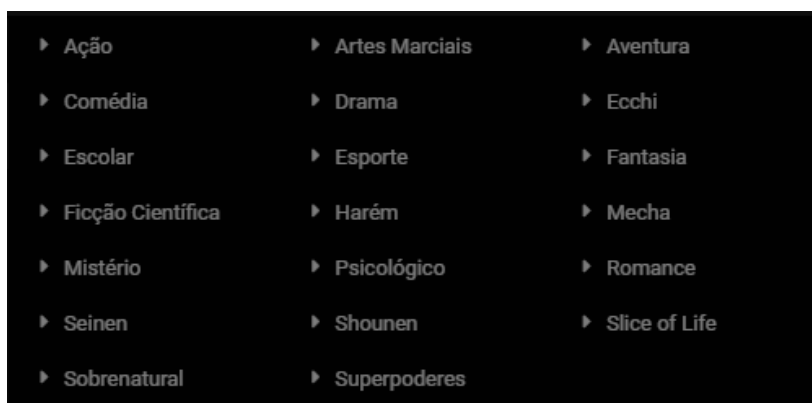 Ação Artes Marciais Aventura
Comédia Drama Ecchi
Escolar Esporte Fantasia
Ficção Científica Harém Mecha
Mistério Psicológico Romance
Seinen Shounen Slice of Life
Sobrenatural Superpoderes